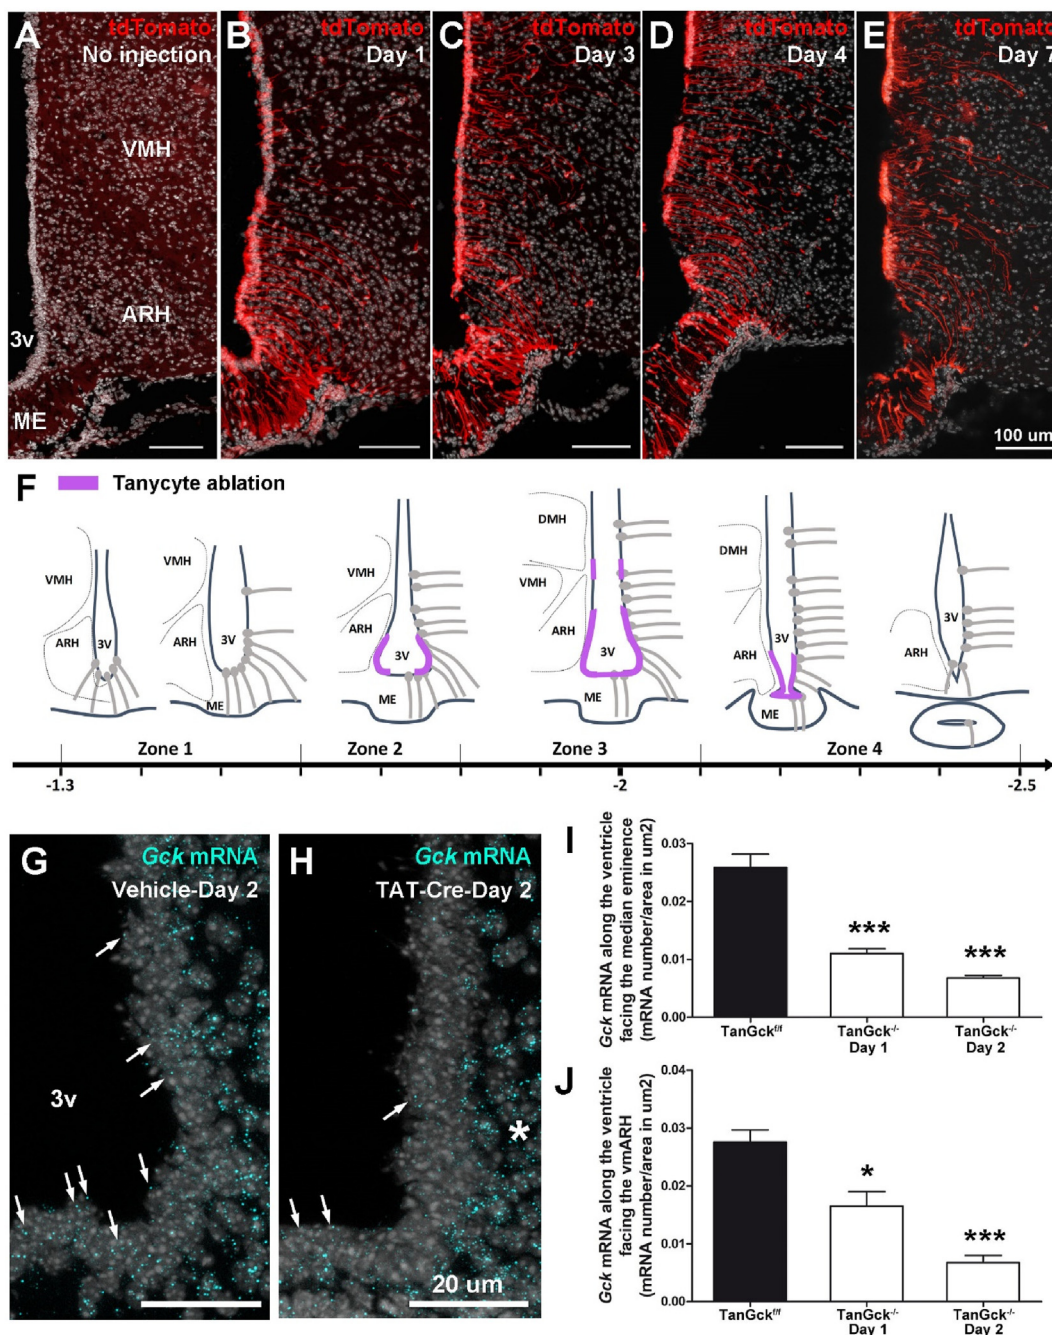 A
tdTomato
No injection
VMH
ARH
3v
ME
B
tdTomato
Day 1
C
tdTomato
Day 3
D
tdTomato
Day 4
E
tdTomato
Day 7
100 um
F
Tanycyte ablation
VMH
ARH
3V
VMH
ARH
3V
ME
VMH
ARH
3V
ME
DMH
VMH
ARH
3V
ME
DMH
ARH
3V
ME
ARH
3V
Zone 1
Zone 2
Zone 3
Zone 4
-1.3
-2
-2.5
G
Gck mRNA
Vehicle-Day 2
3v
H
Gck mRNA
TAT-Cre-Day 2
*
20 um
I
Gck mRNA along the ventricle
facing the median eminence
(mRNA number/area in um2)
0.03
0.02
0.01
0.00
***
***
TanGckf/f
TanGck-/-
Day 1
TanGck-/-
Day 2
J
Gck mRNA along the ventricle
facing the vmARH
(mRNA number/area in um2)
0.04
0.03
0.02
0.01
0.00
*
***
TanGckf/f
TanGck-/-
Day 1
TanGck-/-
Day 2